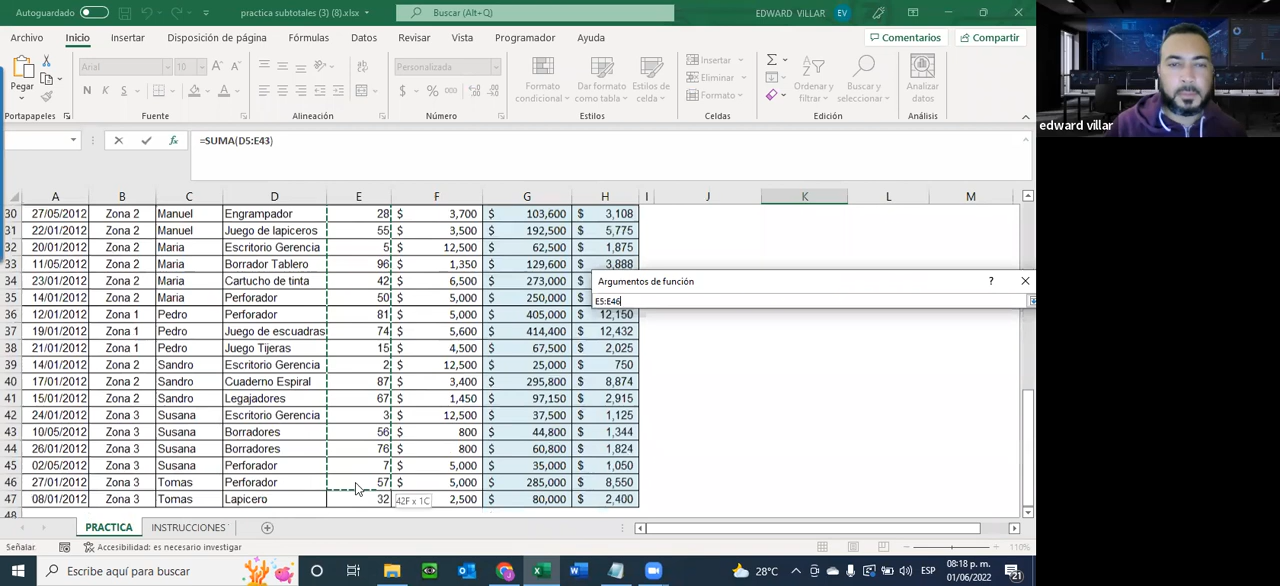 Autoguardado practica subtotales (3) (8).xlsx Buscar (Alt+Q) EDWARD VILLAR EV
Archivo Inicio Insertar Disposición de página Fórmulas Datos Revisar Vista Programador Ayuda Comentarios Compartir
Pegar Arial 10 Personalizada Insertar
N K S $ % 000 Eliminar
Formato condicional Dar formato como tabla Estilos de celda Formato Ordenar y filtrar Buscar y seleccionar Analizar datos
Portapapeles Fuente Alineación Número Estilos Celdas Edición Análisis
edward villar
fx =SUMA(D5:E43)
A B C D E F G H I J K L M
30 27/05/2012 Zona 2 Manuel Engrampador 28 $ 3,700 $ 103,600 $ 3,108
31 22/01/2012 Zona 2 Manuel Juego de lapiceros 55 $ 3,500 $ 192,500 $ 5,775
32 20/01/2012 Zona 2 Maria Escritorio Gerencia 5 $ 12,500 $ 62,500 $ 1,875
33 11/05/2012 Zona 2 Maria Borrador Tablero 96 $ 1,350 $ 129,600 $ 3,888
34 23/01/2012 Zona 2 Maria Cartucho de tinta 42 $ 6,500 $ 273,000 $
Argumentos de función ?
35 14/01/2012 Zona 2 Maria Perforador 50 $ 5,000 $ 250,000 $
E5:E46
36 12/01/2012 Zona 1 Pedro Perforador 81 $ 5,000 $ 405,000 $ 12,150
37 19/01/2012 Zona 1 Pedro Juego de escuadras 74 $ 5,600 $ 414,400 $ 12,432
38 21/01/2012 Zona 1 Pedro Juego Tijeras 15 $ 4,500 $ 67,500 $ 2,025
39 14/01/2012 Zona 2 Sandro Escritorio Gerencia 2 $ 12,500 $ 25,000 $ 750
40 17/01/2012 Zona 2 Sandro Cuaderno Espiral 87 $ 3,400 $ 295,800 $ 8,874
41 15/01/2012 Zona 2 Sandro Legajadores 67 $ 1,450 $ 97,150 $ 2,915
42 24/01/2012 Zona 3 Susana Escritorio Gerencia 3 $ 12,500 $ 37,500 $ 1,125
43 10/05/2012 Zona 3 Susana Borradores 56 $ 800 $ 44,800 $ 1,344
44 26/01/2012 Zona 3 Susana Borradores 76 $ 800 $ 60,800 $ 1,824
45 02/05/2012 Zona 3 Susana Perforador 7 $ 5,000 $ 35,000 $ 1,050
46 27/01/2012 Zona 3 Tomas Perforador 57 $ 5,000 $ 285,000 $ 8,550
47 08/01/2012 Zona 3 Tomas Lapicero 32 42F x 1C 2,500 $ 80,000 $ 2,400
48
PRACTICA INSTRUCCIONES
Señalar Accesibilidad: es necesario investigar 110%
Escribe aquí para buscar 28°C ESP 08:18 p. m. 01/06/2022 21